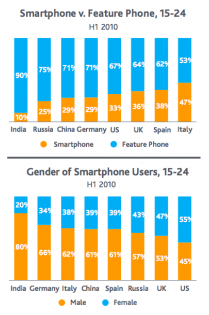 Smartphone v. Feature Phone, 15-24
H1 2010
90% 75% 71% 71% 67% 64% 62% 53%
10% 25% 29% 29% 33% 36% 38% 47%
India Russia China Germany US UK Spain Italy
Smartphone Feature Phone
Gender of Smartphone Users, 15-24
H1 2010
20% 34% 38% 39% 39% 43% 47% 55%
80% 66% 62% 61% 61% 57% 53% 45%
India Germany Italy China Spain Russia UK US
Male Female